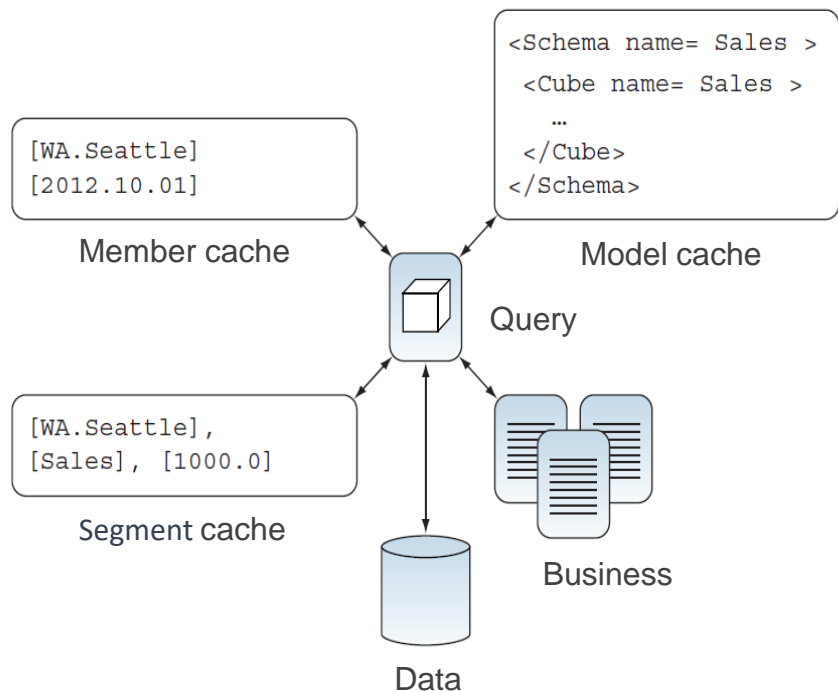 <Schema name= Sales >
<Cube name= Sales >
…
</Cube>
</Schema>
Model cache
[WA.Seattle]
[2012.10.01]
Member cache
Query
[WA.Seattle],
[Sales], [1000.0]
Segment cache
Business
Data